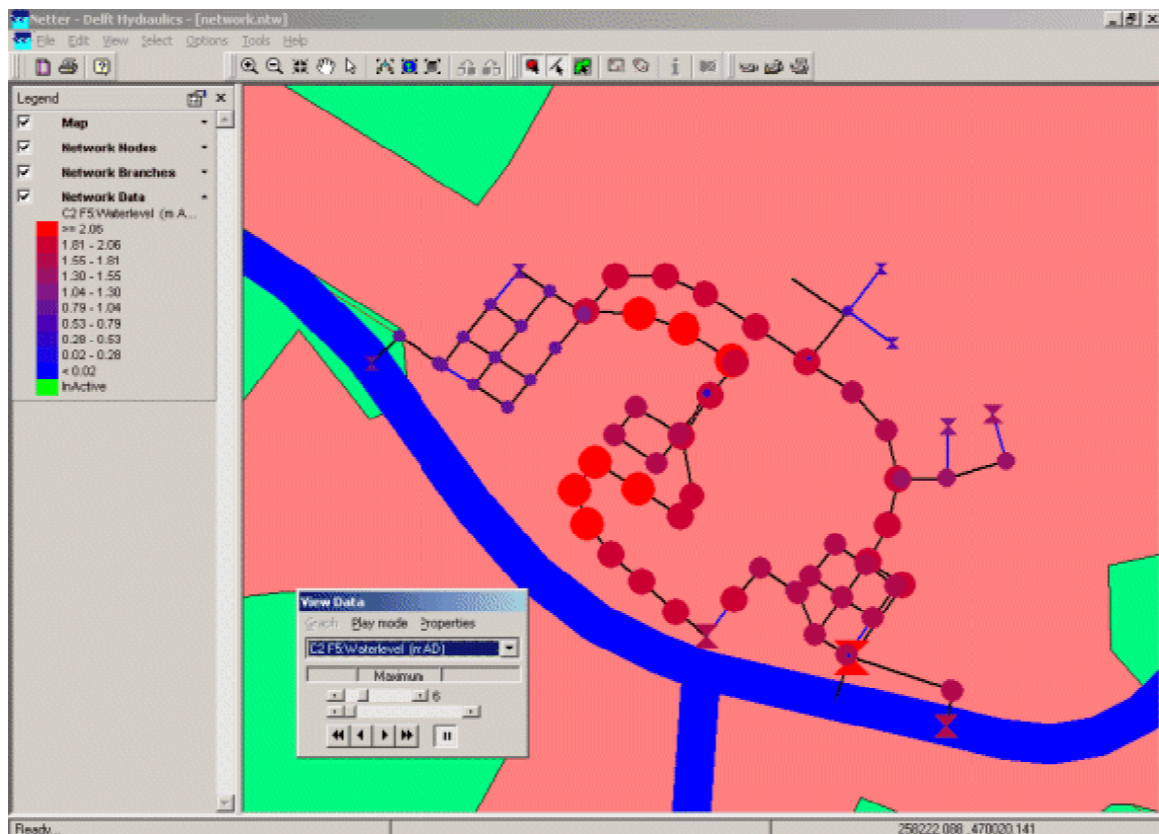 Netter - Delft Hydraulics - [network.ntw]
File Edit View Select Options Tools Help
Legend
Map
Network Nodes
Network Branches
Network Data
C2 F5:Waterlevel (m A...
>= 2.06
1.81 - 2.06
1.55 - 1.81
1.30 - 1.55
1.04 - 1.30
0.79 - 1.04
0.53 - 0.79
0.28 - 0.53
0.02 - 0.28
< 0.02
InActive
View Data
Graph Play mode Properties
C2 F5:Waterlevel (m AD)
Maximum
6
Ready...
258222.088 ,470020.141